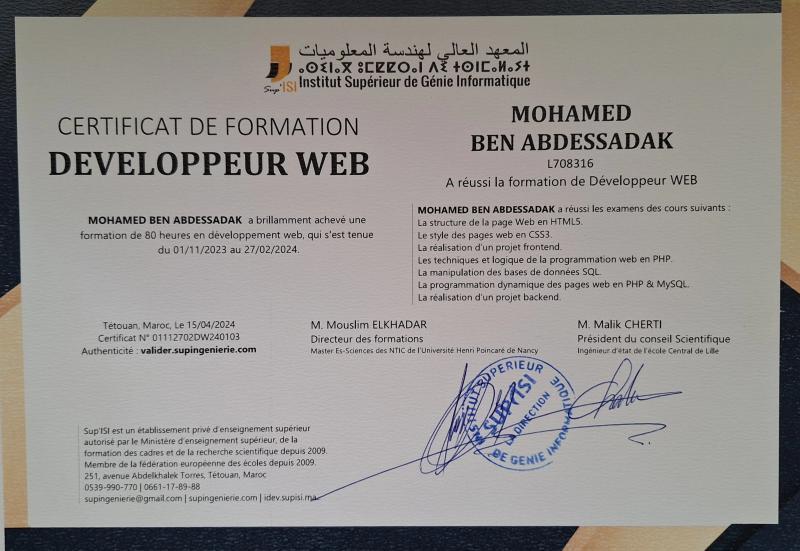 المعهد العالي لهندسة المعلوميات
Sup'ISI
Institut Supérieur de Génie Informatique
CERTIFICAT DE FORMATION
DEVELOPPEUR WEB
MOHAMED BEN ABDESSADAK a brillamment achevé une
formation de 80 heures en développement web, qui s'est tenue
du 01/11/2023 au 27/02/2024.
MOHAMED
BEN ABDESSADAK
L708316
A réussi la formation de Développeur WEB
MOHAMED BEN ABDESSADAK a réussi les examens des cours suivants :
La structure de la page Web en HTML5.
Le style des pages web en CSS3.
La réalisation d'un projet frontend.
Les techniques et logique de la programmation web en PHP.
La manipulation des bases de données SQL.
La programmation dynamique des pages web en PHP & MySQL.
La réalisation d'un projet backend.
Tétouan, Maroc, Le 15/04/2024
Certificat N° 01112702DW240103
Authenticité : valider.supingenierie.com
M. Mouslim ELKHADAR
Directeur des formations
Master Es-Sciences des NTIC de l'Université Henri Poincaré de Nancy
M. Malik CHERTI
Président du conseil Scientifique
Ingénieur d'état de l'école Central de Lille
INSTITUT SUPERIEUR
SUP'ISI
LA DIRECTION
DE GENIE INFORMATIQUE
Sup'ISI est un établissement privé d'enseignement supérieur
autorisé par le Ministère d'enseignement supérieur, de la
formation des cadres et de la recherche scientifique depuis 2009.
Membre de la fédération européenne des écoles depuis 2009.
251, avenue Abdelkhalek Torres, Tétouan, Maroc
0539-990-770 | 0661-17-89-88
supingenierie@gmail.com | supingenierie.com | idev.supisi.ma